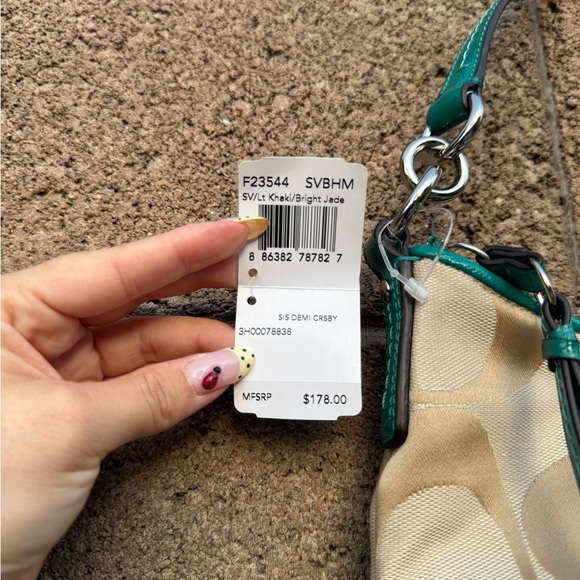 F23544 SVBHM
SV/Lt Khaki/Bright Jade
8 86382 78782 7
SIS DEMI CRSBY
3H00078838
MFSRP $178.00